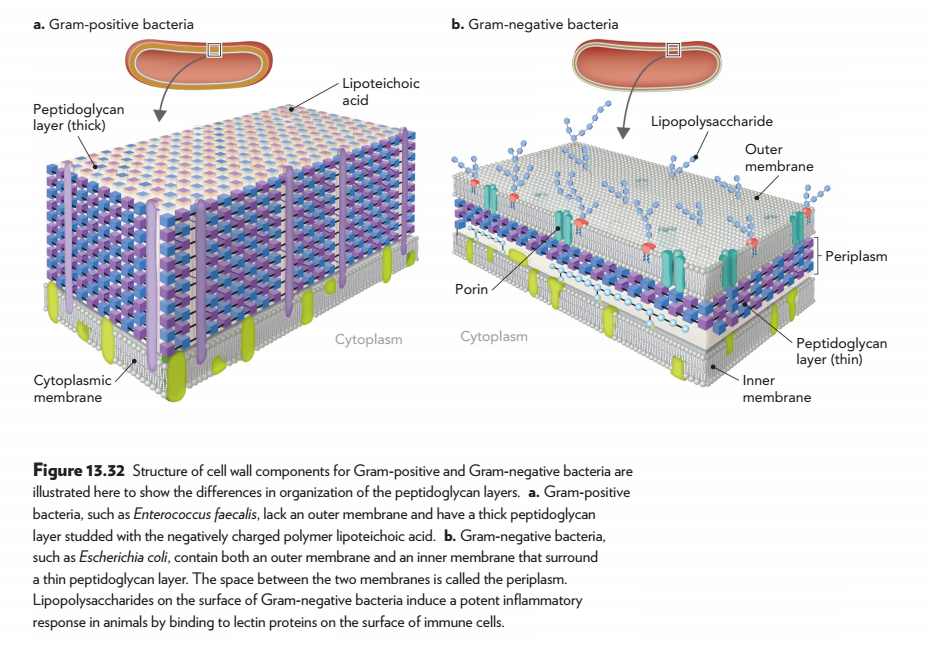 a. Gram-positive bacteria
Peptidoglycan
layer (thick)
Lipoteichoic
acid
Cytoplasm
Cytoplasmic
membrane
b. Gram-negative bacteria
Lipopolysaccharide
Outer
membrane
Periplasm
Porin
Cytoplasm
Peptidoglycan
layer (thin)
Inner
membrane
Figure 13.32 Structure of cell wall components for Gram-positive and Gram-negative bacteria are
illustrated here to show the differences in organization of the peptidoglycan layers. a. Gram-positive
bacteria, such as Enterococcus faecalis, lack an outer membrane and have a thick peptidoglycan
layer studded with the negatively charged polymer lipoteichoic acid. b. Gram-negative bacteria,
such as Escherichia coli, contain both an outer membrane and an inner membrane that surround
a thin peptidoglycan layer. The space between the two membranes is called the periplasm.
Lipopolysaccharides on the surface of Gram-negative bacteria induce a potent inflammatory
response in animals by binding to lectin proteins on the surface of immune cells.